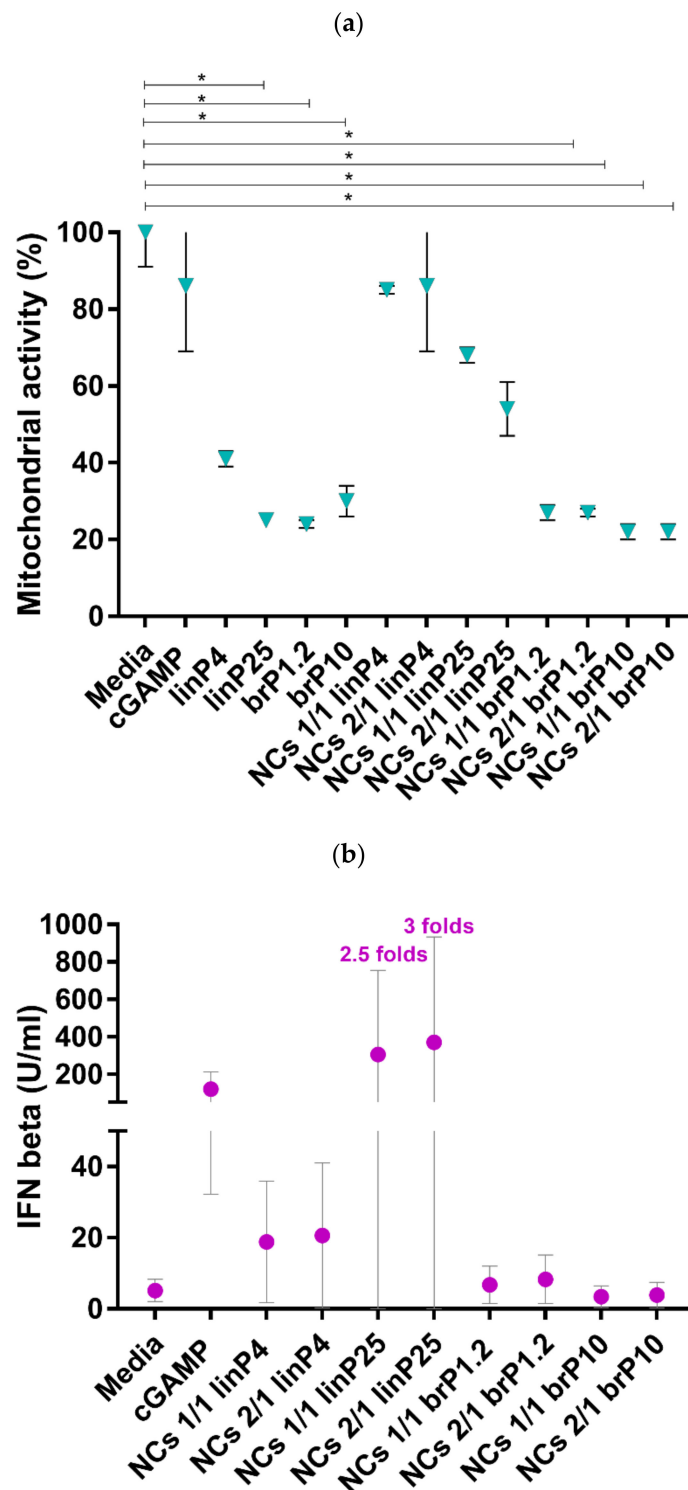 (a)
*
*
*
*
*
*
*
Mitochondrial activity (%)
100
80
60
40
20
0
Media
cGAMP
linP4
linP25
brP1.2
brP10
NCs 1/1 linP4
NCs 2/1 linP4
NCs 1/1 linP25
NCs 2/1 linP25
NCs 1/1 brP1.2
NCs 2/1 brP1.2
NCs 1/1 brP10
NCs 2/1 brP10
(b)
IFN beta (U/ml)
1000
800
600
400
200
40
20
0
3 folds
2.5 folds
Media
cGAMP
NCs 1/1 linP4
NCs 2/1 linP4
NCs 1/1 linP25
NCs 2/1 linP25
NCs 1/1 brP1.2
NCs 2/1 brP1.2
NCs 1/1 brP10
NCs 2/1 brP10